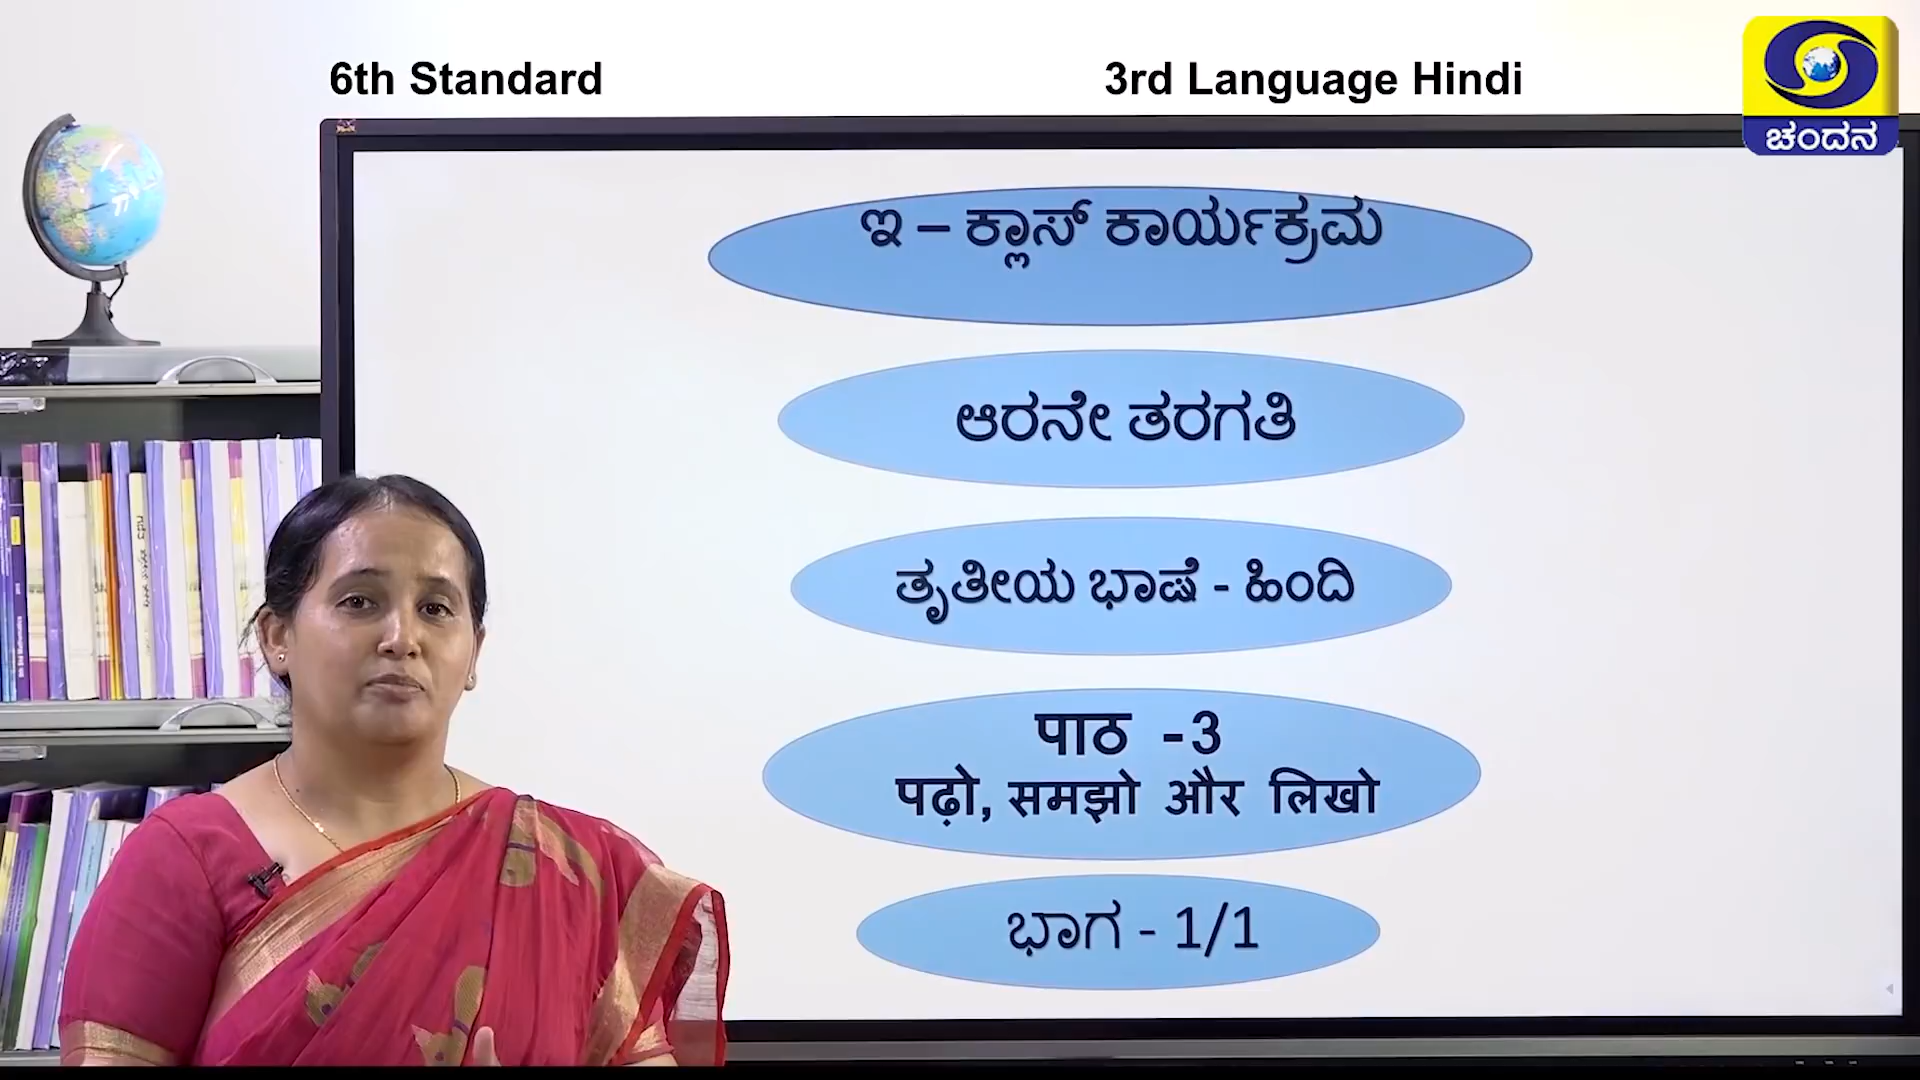 6th Standard
3rd Language Hindi
ಚಂದನ
ಇ – ಕ್ಲಾಸ್ ಕಾರ್ಯಕ್ರಮ
ಆರನೇ ತರಗತಿ
ತೃತೀಯ ಭಾಷೆ - ಹಿಂದಿ
पाठ -3
पढ़ो, समझो और लिखो
ಭಾಗ - 1/1